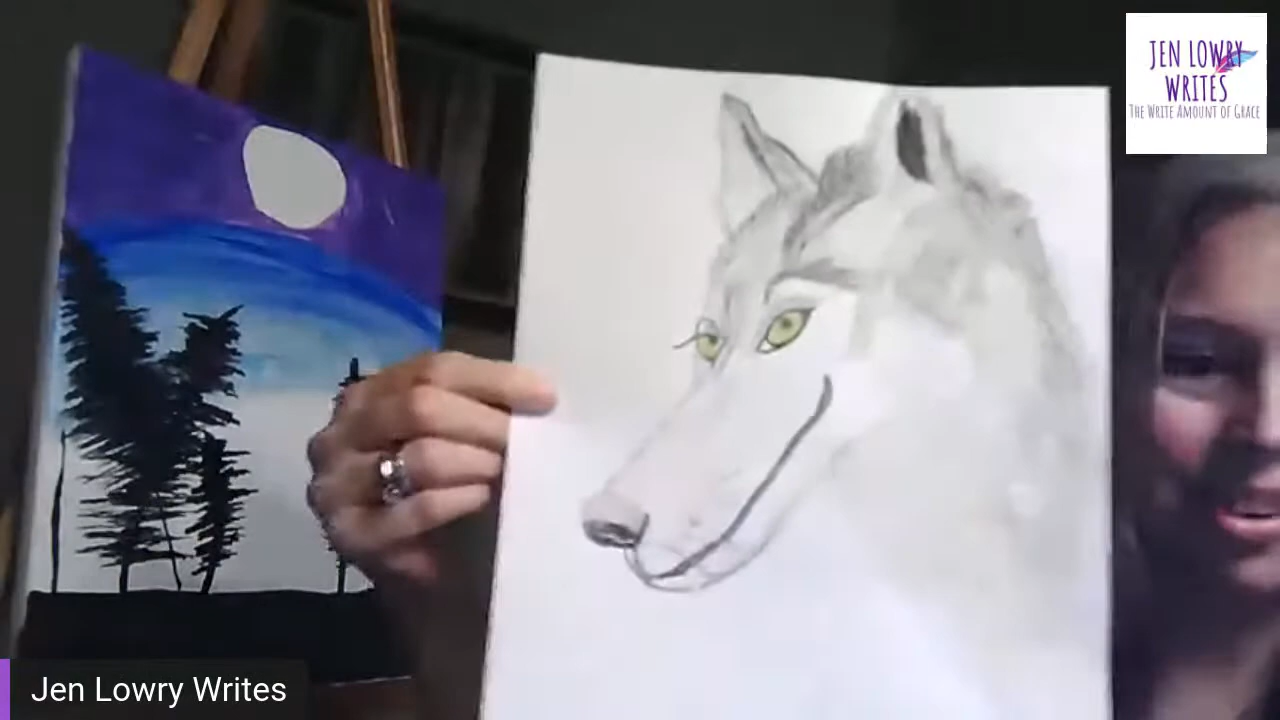 JEN LOWRY
WRITES
THE WRITE AMOUNT OF GRACE
Jen Lowry Writes